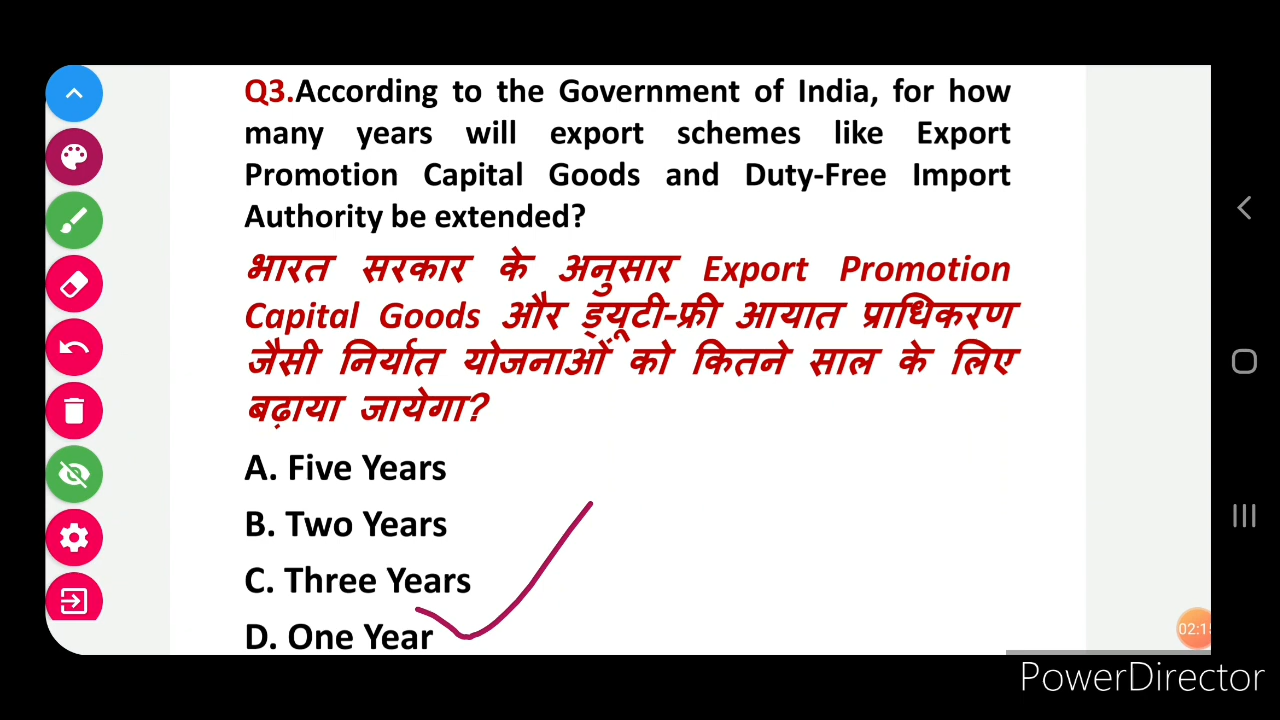 Q3.According to the Government of India, for how
many years will export schemes like Export
Promotion Capital Goods and Duty-Free Import
Authority be extended?
भारत सरकार के अनुसार Export Promotion
Capital Goods और ड्यूटी-फ्री आयात प्राधिकरण
जैसी निर्यात योजनाओं को कितने साल के लिए
बढ़ाया जायेगा?
A. Five Years
B. Two Years
C. Three Years
D. One Year
02:15
PowerDirector